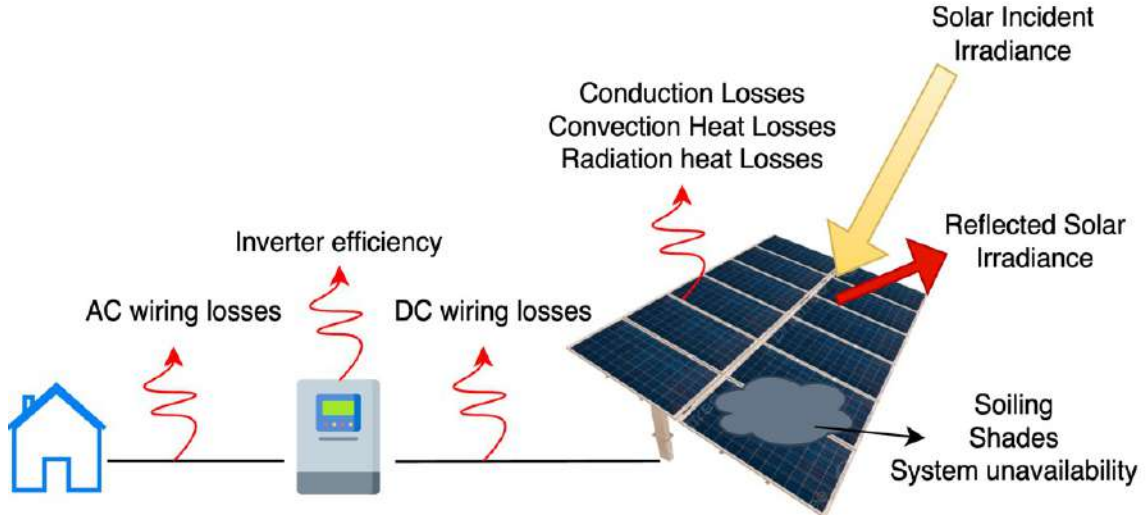 Solar Incident
Irradiance
Conduction Losses
Convection Heat Losses
Radiation heat Losses
Reflected Solar
Irradiance
Inverter efficiency
AC wiring losses
DC wiring losses
Soiling
Shades
System unavailability